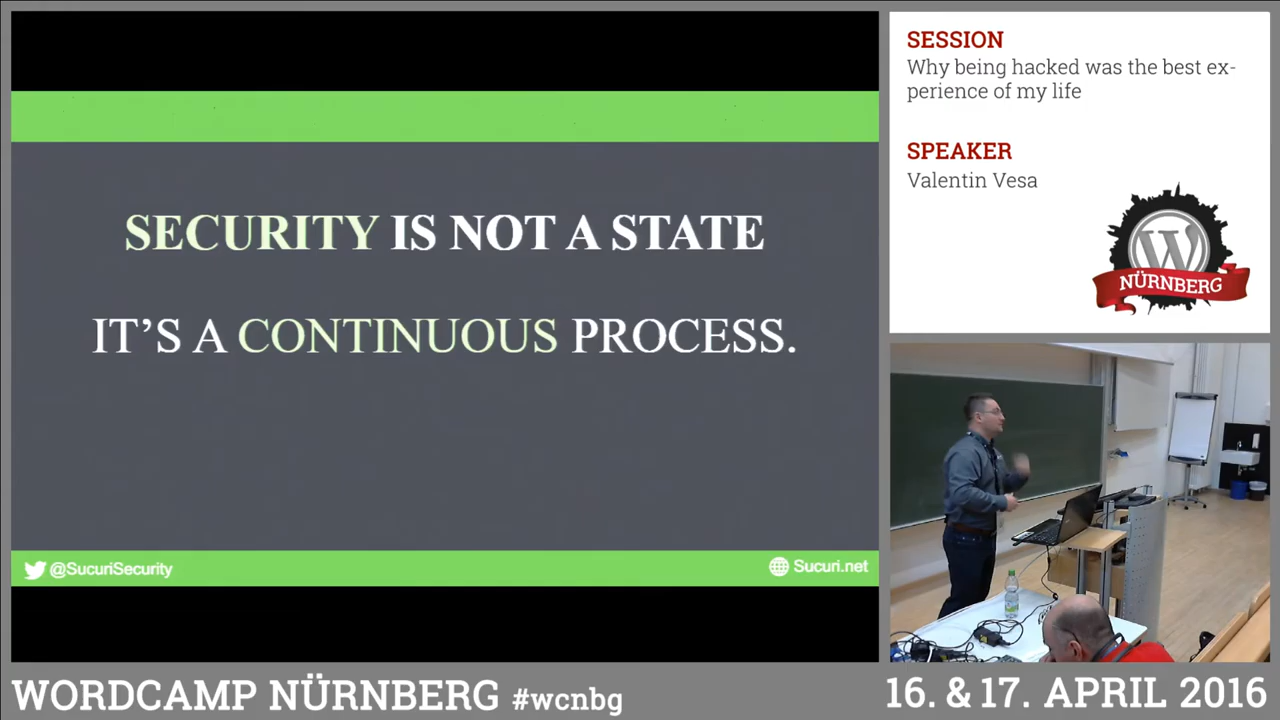 SECURITY IS NOT A STATE
IT'S A CONTINUOUS PROCESS.
@SucuriSecurity
Sucuri.net
SESSION
Why being hacked was the best ex-
perience of my life
SPEAKER
Valentin Vesa
W
NÜRNBERG
WORDCAMP NÜRNBERG #wcnbg
16. & 17. APRIL 2016